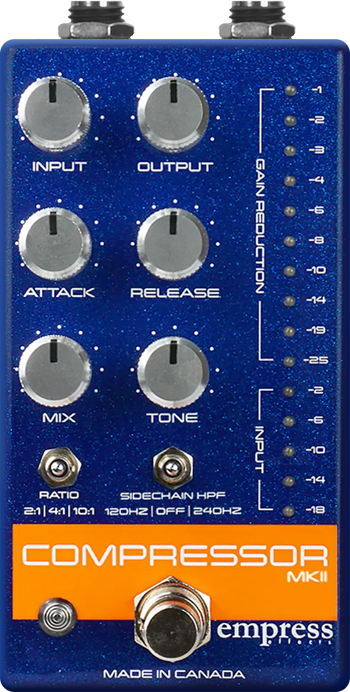 INPUT OUTPUT
ATTACK RELEASE
MIX TONE
GAIN REDUCTION
-1
-2
-3
-4
-6
-8
-10
-14
-19
-25
INPUT
-2
-6
-10
-14
-18
RATIO SIDECHAIN HPF
2:1|4:1|10:1 120HZ|OFF|240HZ
COMPRESSOR
MKII
empress
effects
MADE IN CANADA